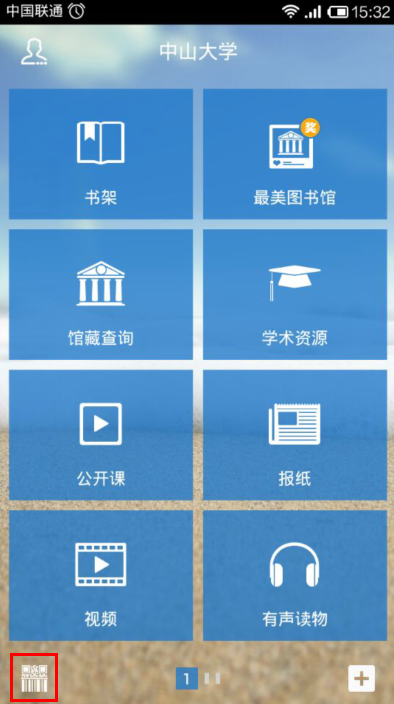 中国联通 15:32
中山大学
书架
奖
最美图书馆
馆藏查询 学术资源
公开课 报纸
视频 有声读物
1